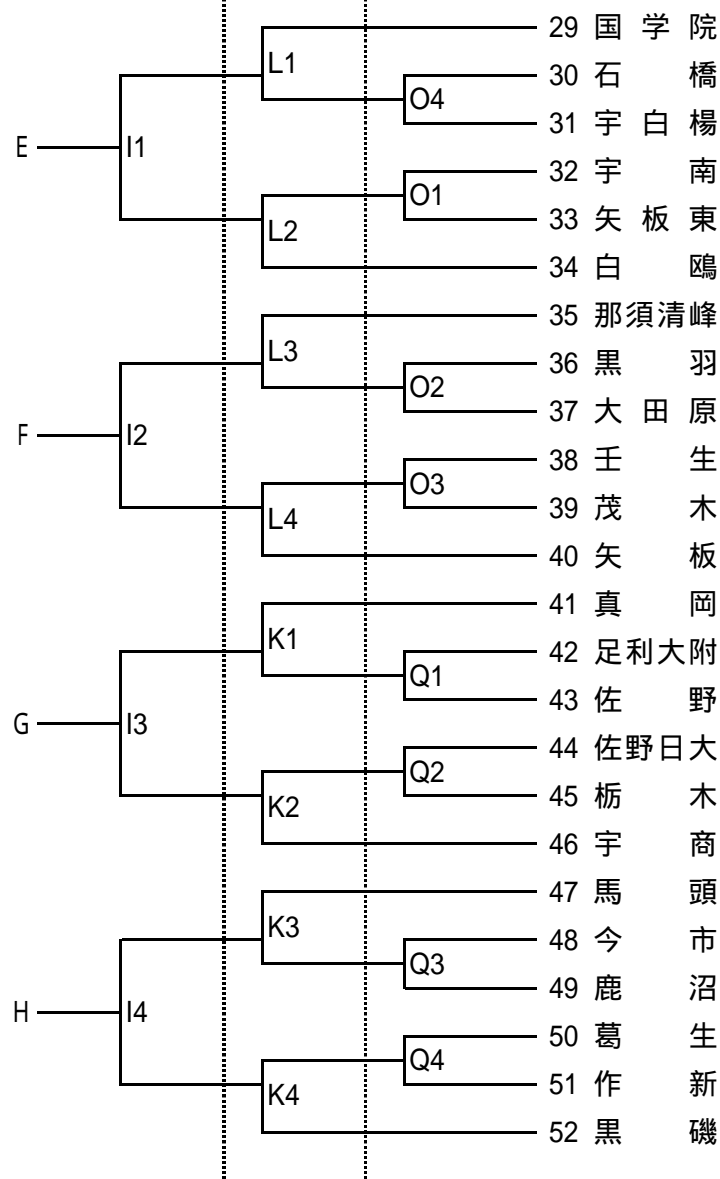 29 国学院
L1
30 石橋
O4
E
I1
31 宇白楊
32 宇南
O1
L2
33 矢板東
34 白鴎
35 那須清峰
L3
36 黒羽
O2
F
I2
37 大田原
38 壬生
O3
L4
39 茂木
40 矢板
41 真岡
K1
42 足利大附
Q1
G
I3
43 佐野
44 佐野日大
Q2
K2
45 栃木
46 宇商
47 馬頭
K3
48 今市
Q3
H
I4
49 鹿沼
50 葛生
Q4
K4
51 作新
52 黒磯